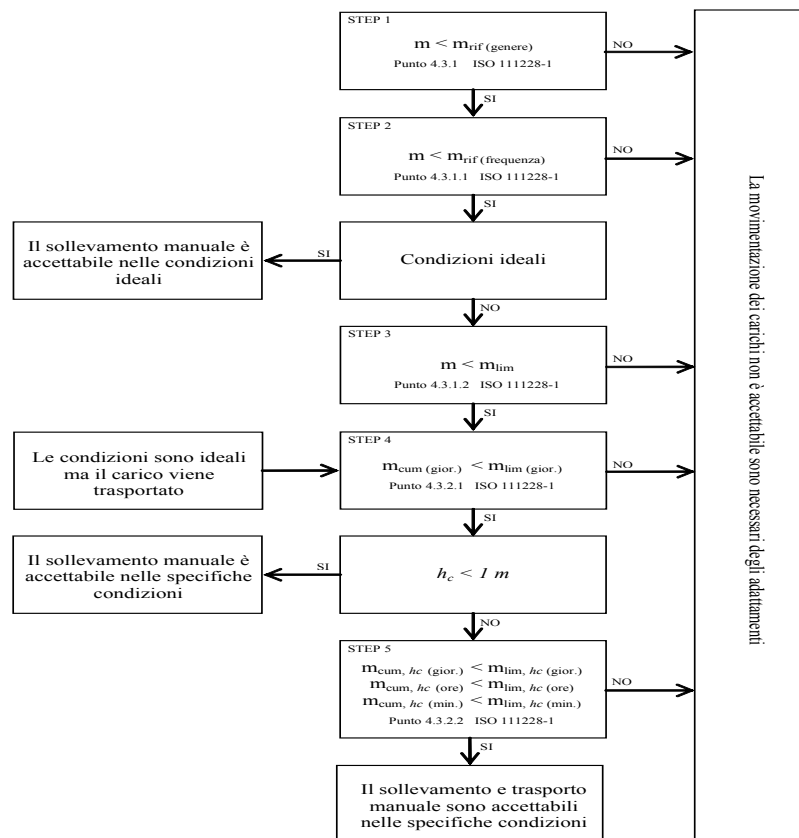 STEP 1
m < mrif (genere)
Punto 4.3.1 ISO 111228-1
NO
SI
STEP 2
m < mrif (frequenza)
Punto 4.3.1.1 ISO 111228-1
NO
SI
Il sollevamento manuale è
accettabile nelle condizioni
ideali
SI
Condizioni ideali
NO
STEP 3
m < mlim
Punto 4.3.1.2 ISO 111228-1
NO
SI
Le condizioni sono ideali
ma il carico viene
trasportato
STEP 4
mcum (gior.) < mlim (gior.)
Punto 4.3.2.1 ISO 111228-1
NO
SI
Il sollevamento manuale è
accettabile nelle specifiche
condizioni
SI
hc < 1 m
NO
STEP 5
mcum, hc (gior.) < mlim, hc (gior.)
mcum, hc (ore) < mlim, hc (ore)
mcum, hc (min.) < mlim, hc (min.)
Punto 4.3.2.2 ISO 111228-1
NO
SI
Il sollevamento e trasporto
manuale sono accettabili
nelle specifiche condizioni
La movimentazione dei carichi non è accettabile sono necessari degli adattamenti